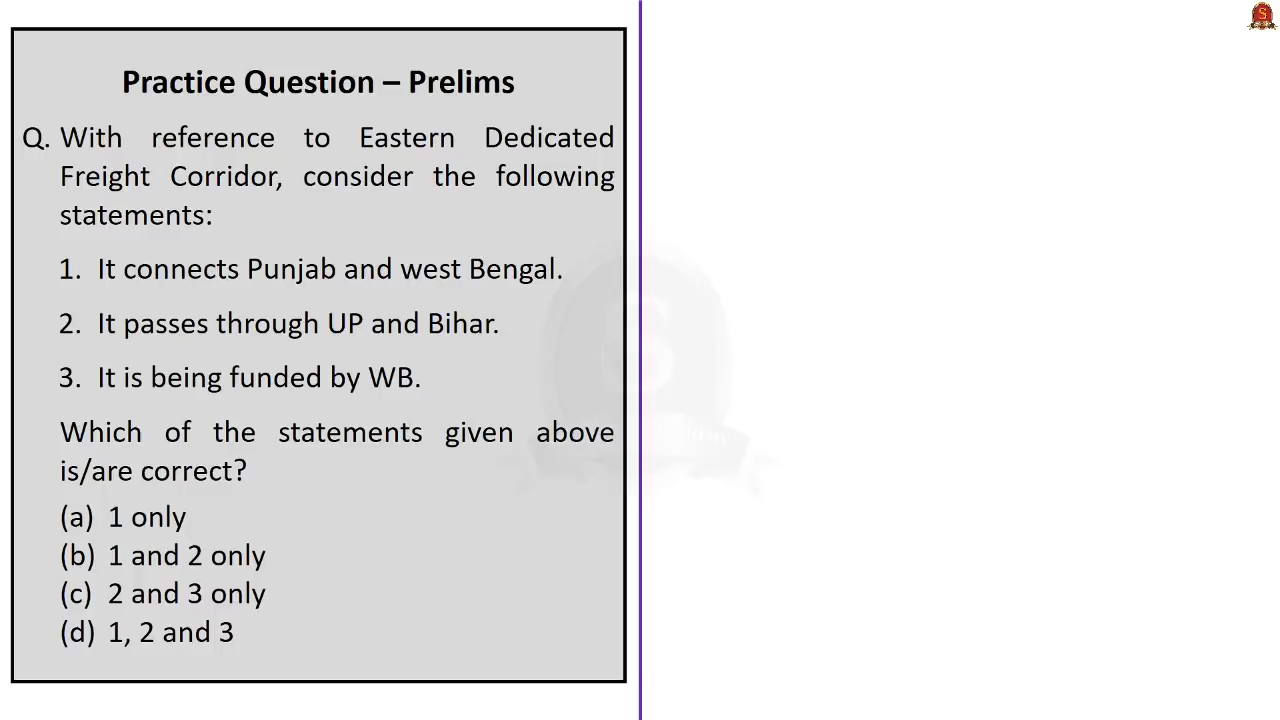 Practice Question – Prelims
Q. With reference to Eastern Dedicated
Freight Corridor, consider the following
statements:
1. It connects Punjab and west Bengal.
2. It passes through UP and Bihar.
3. It is being funded by WB.
Which of the statements given above
is/are correct?
(a) 1 only
(b) 1 and 2 only
(c) 2 and 3 only
(d) 1, 2 and 3
S